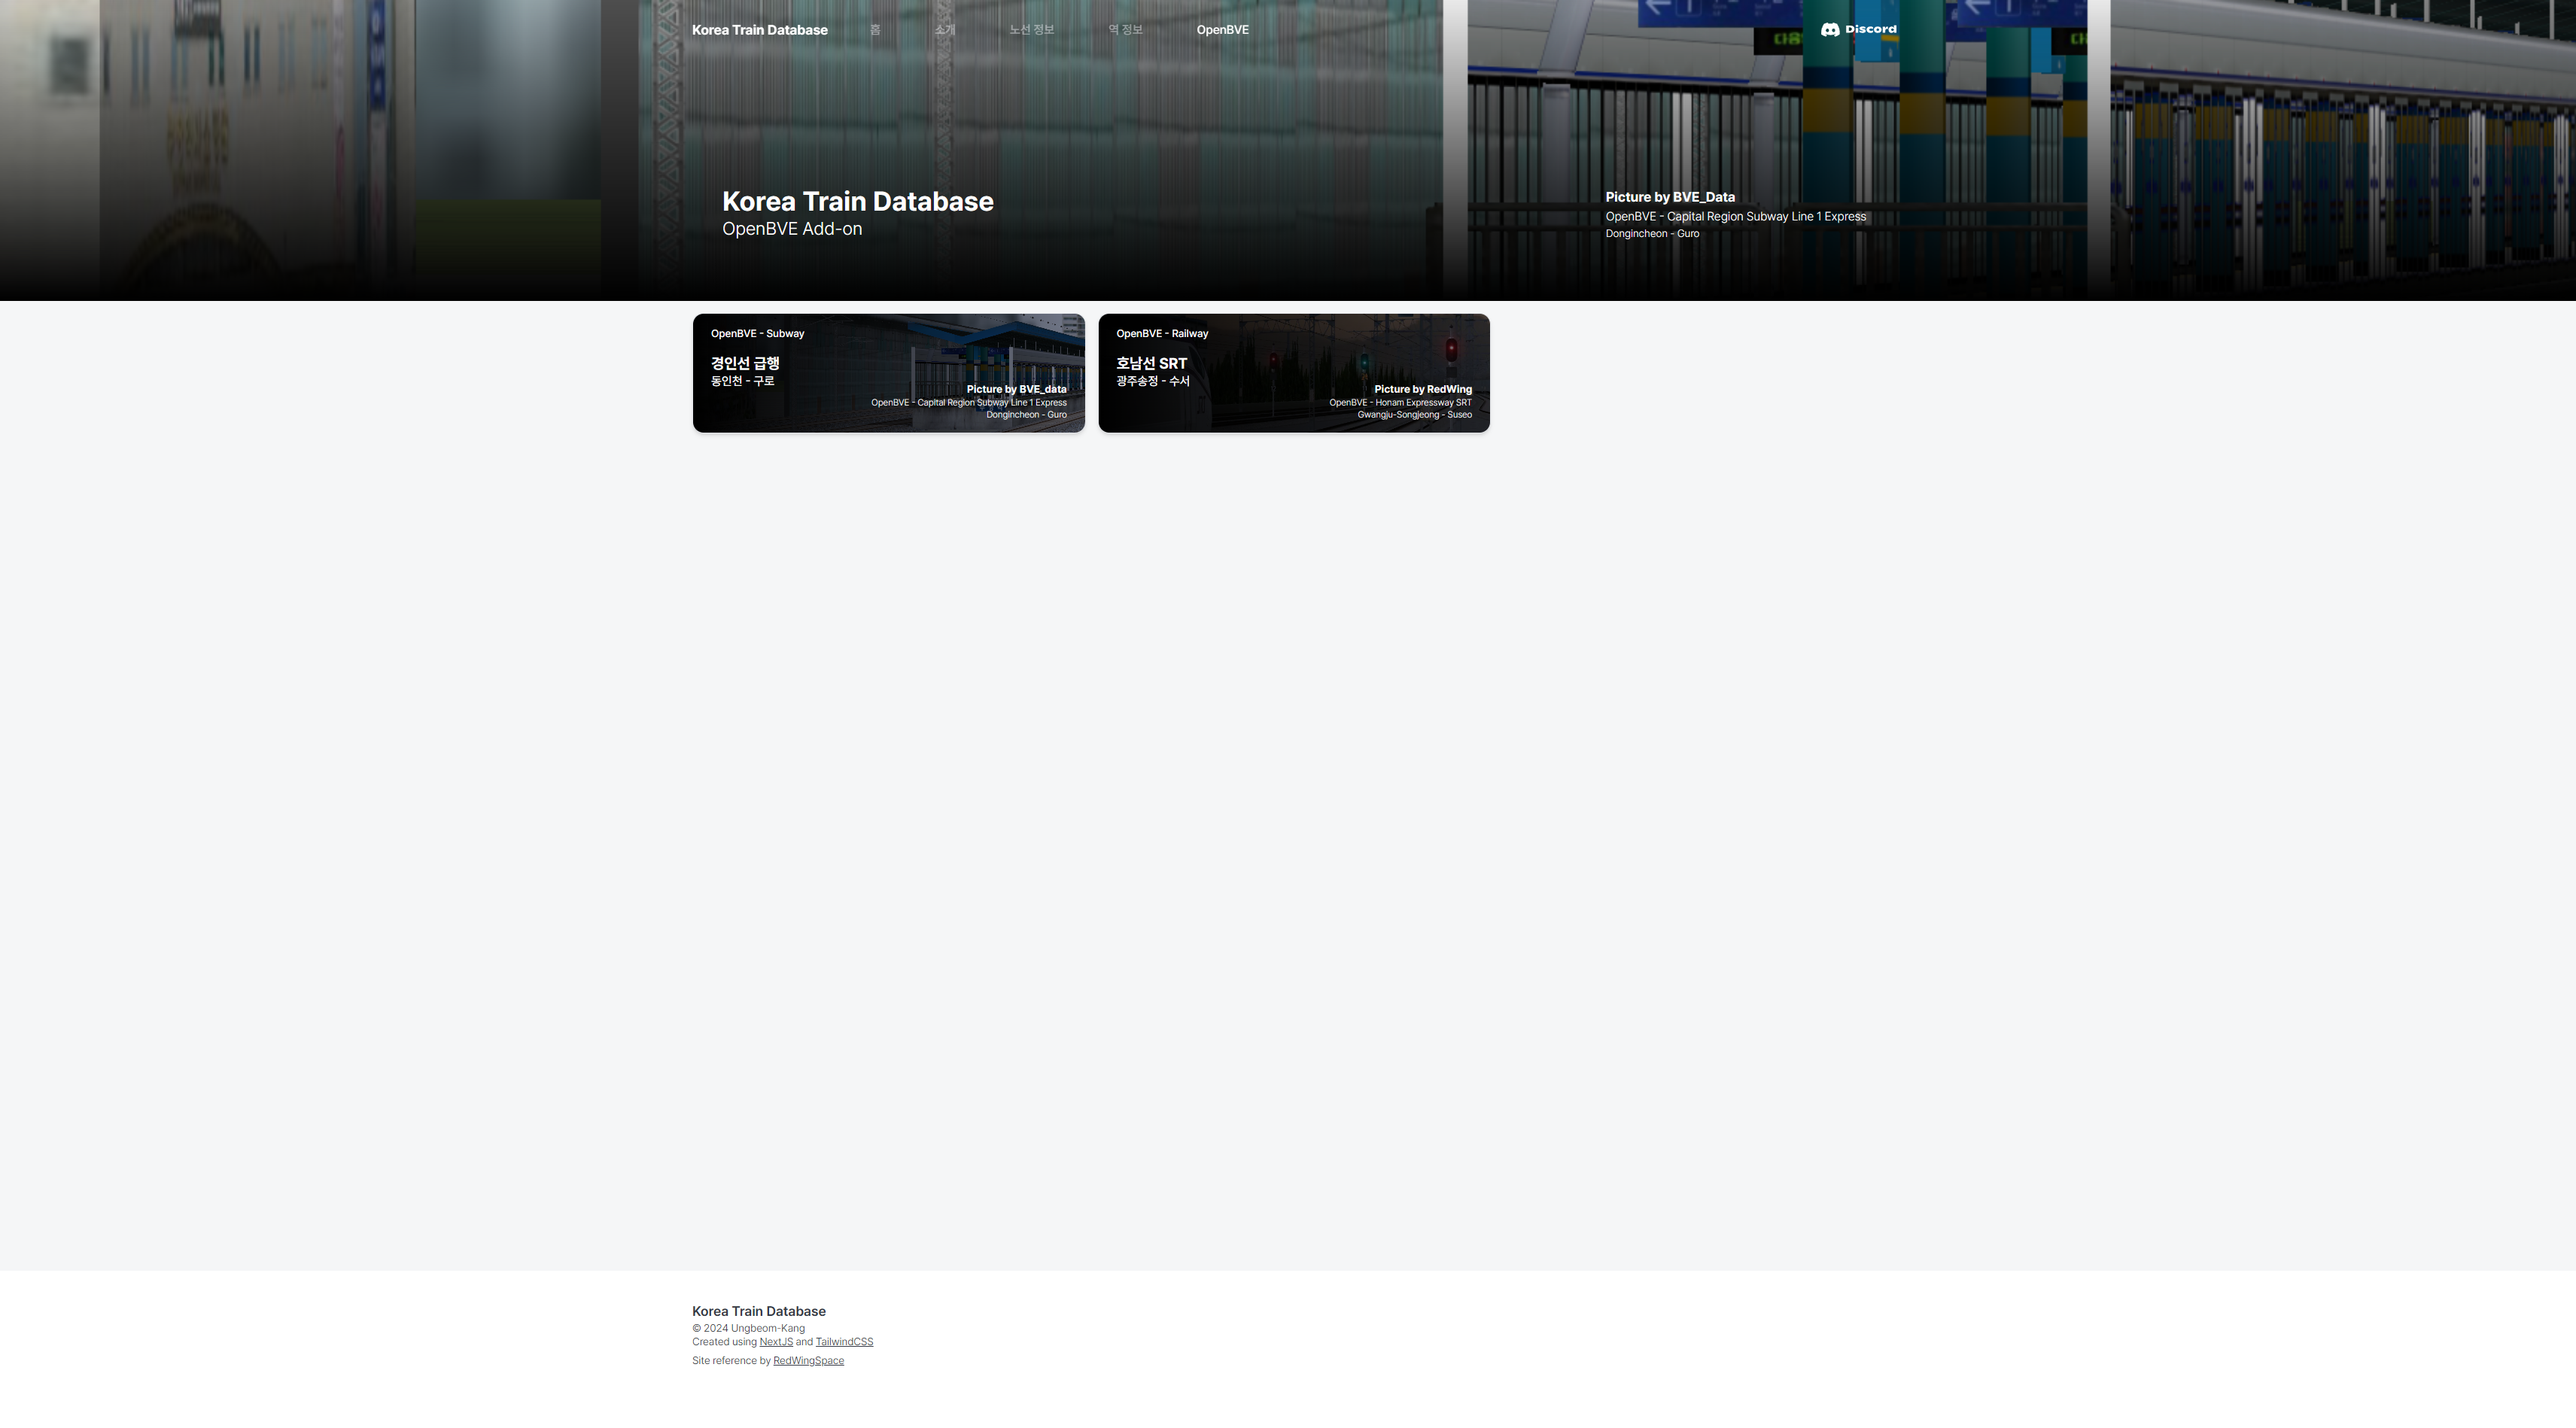 Korea Train Database
홈
소개
노선 정보
역 정보
OpenBVE
Discord
Korea Train Database
OpenBVE Add-on
Picture by BVE_Data
OpenBVE - Capital Region Subway Line 1 Express
Dongincheon - Guro
OpenBVE - Subway
경인선 급행
동인천 - 구로
Picture by BVE_data
OpenBVE - Capital Region Subway Line 1 Express
Dongincheon - Guro
OpenBVE - Railway
호남선 SRT
광주송정 - 수서
Picture by RedWing
OpenBVE - Honam Expressway SRT
Gwangju-Songjeong - Suseo
Korea Train Database
© 2024 Ungbeom-Kang
Created using NextJS and TailwindCSS
Site reference by RedWingSpace